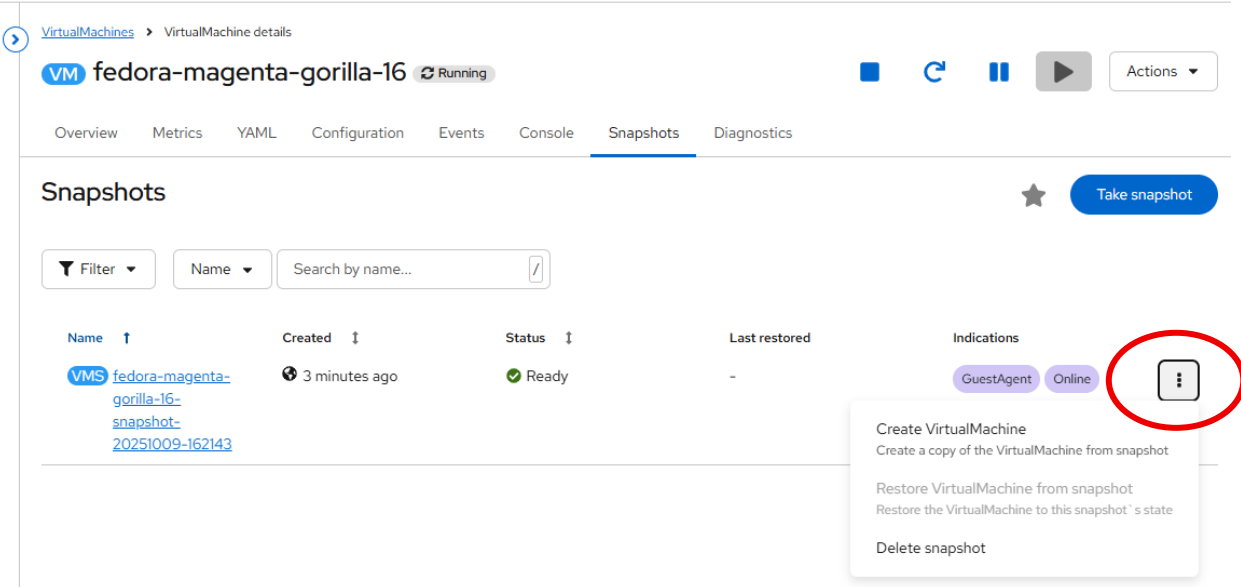 VirtualMachines > VirtualMachine details
VM fedora-magenta-gorilla-16 Running
Actions
Overview Metrics YAML Configuration Events Console Snapshots Diagnostics
Snapshots
Take snapshot
Filter Name Search by name... /
Name Created Status Last restored Indications
VMS fedora-magenta- 3 minutes ago Ready - GuestAgent Online
gorilla-16-
snapshot-
20251009-162143
Create VirtualMachine
Create a copy of the VirtualMachine from snapshot
Restore VirtualMachine from snapshot
Restore the VirtualMachine to this snapshot`s state
Delete snapshot